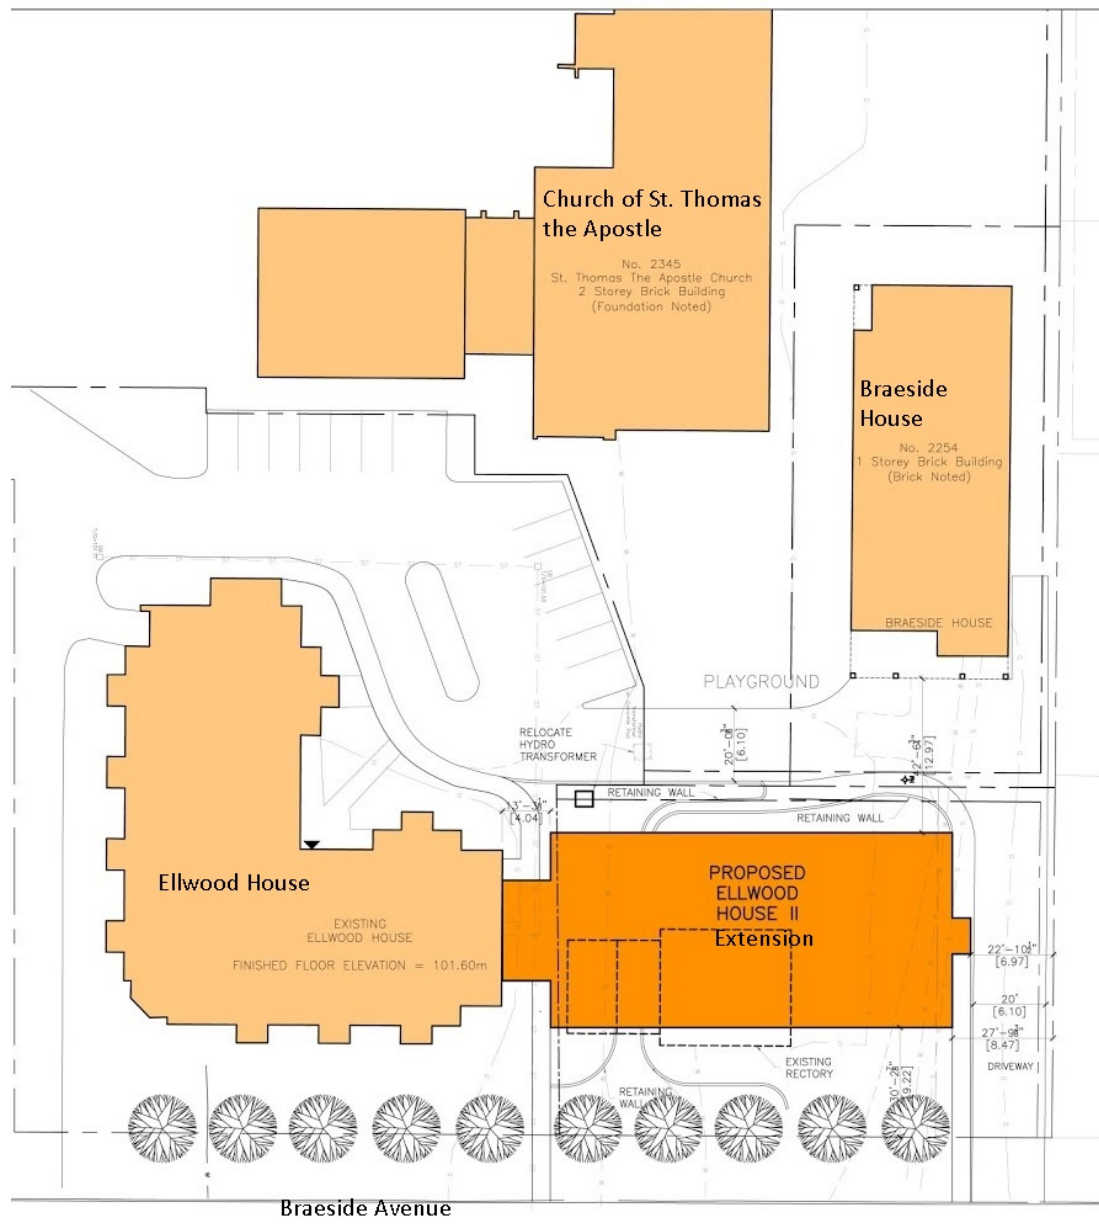 Church of St. Thomas
the Apostle
No. 2345
St. Thomas The Apostle Church
2 Storey Brick Building
(Foundation Noted)
Braeside
House
No. 2254
1 Storey Brick Building
(Brick Noted)
BRAESIDE HOUSE
PLAYGROUND
RELOCATE
HYDRO
TRANSFORMER
[6.10]
[12.97]
RETAINING WALL
RETAINING WALL
[4.04]
Ellwood House
EXISTING
ELLWOOD HOUSE
FINISHED FLOOR ELEVATION = 101.60m
PROPOSED
ELLWOOD
HOUSE II
Extension
22'-10½"
[6.97]
20'
[6.10]
[8.47]
DRIVEWAY
EXISTING
RECTORY
RETAINING
WALL
[9.22]
Braeside Avenue